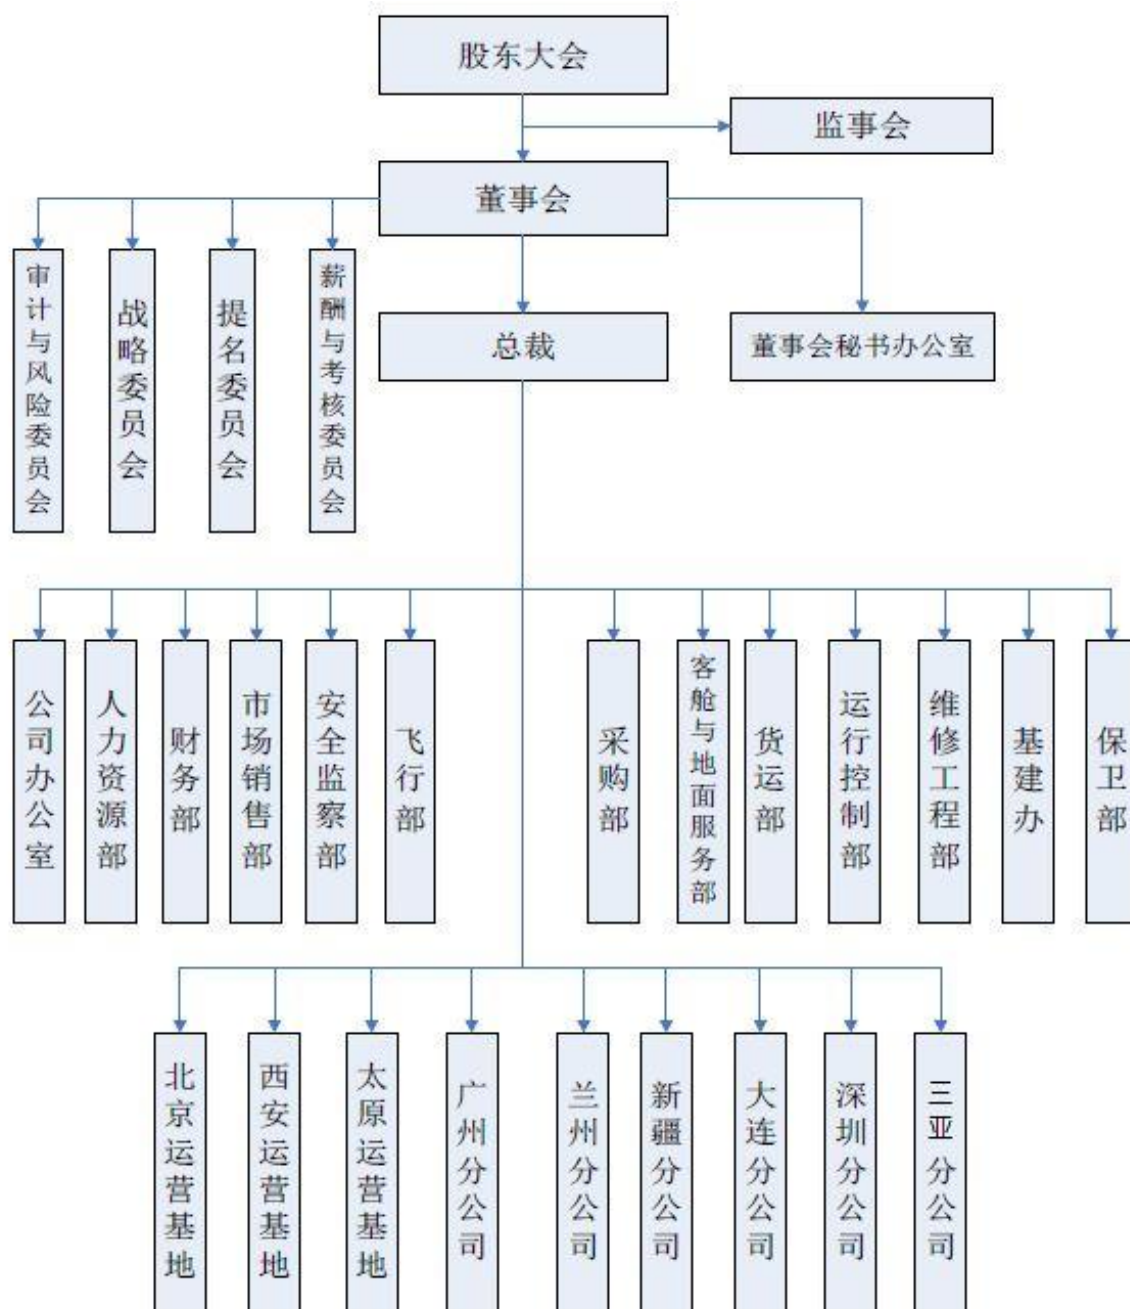 股东大会
监事会
董事会
审计与风险委员会
战略委员会
提名委员会
薪酬与考核委员会
总裁
董事会秘书办公室
公司办公室
人力资源部
财务部
市场销售部
安全监察部
飞行部
采购部
客舱与地面服务部
货运部
运行控制部
维修工程部
基建办
保卫部
北京运营基地
西安运营基地
太原运营基地
广州分公司
兰州分公司
新疆分公司
大连分公司
深圳分公司
三亚分公司